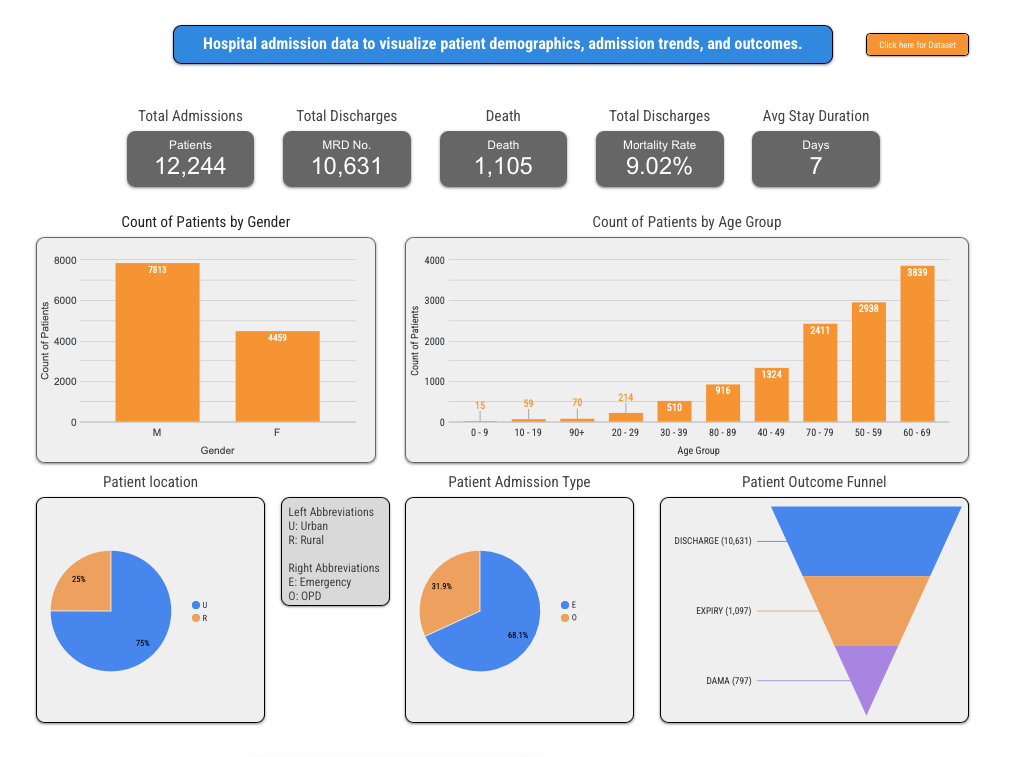 Hospital admission data to visualize patient demographics, admission trends, and outcomes.
Click here for Dataset
Total Admissions
Patients
12,244
Total Discharges
MRD No.
10,631
Death
Death
1,105
Total Discharges
Mortality Rate
9.02%
Avg Stay Duration
Days
7
Count of Patients by Gender
Count of Patients
8000
6000
4000
2000
0
7813
4459
M
F
Gender
Count of Patients by Age Group
Count of Patients
4000
3000
2000
1000
0
15
59
70
214
510
916
1324
2411
2938
3839
0 - 9
10 - 19
90+
20 - 29
30 - 39
80 - 89
40 - 49
70 - 79
50 - 59
60 - 69
Age Group
Patient location
25%
75%
U
R
Left Abbreviations
U: Urban
R: Rural
Right Abbreviations
E: Emergency
O: OPD
Patient Admission Type
31.9%
68.1%
E
O
Patient Outcome Funnel
DISCHARGE (10,631)
EXPIRY (1,097)
DAMA (797)